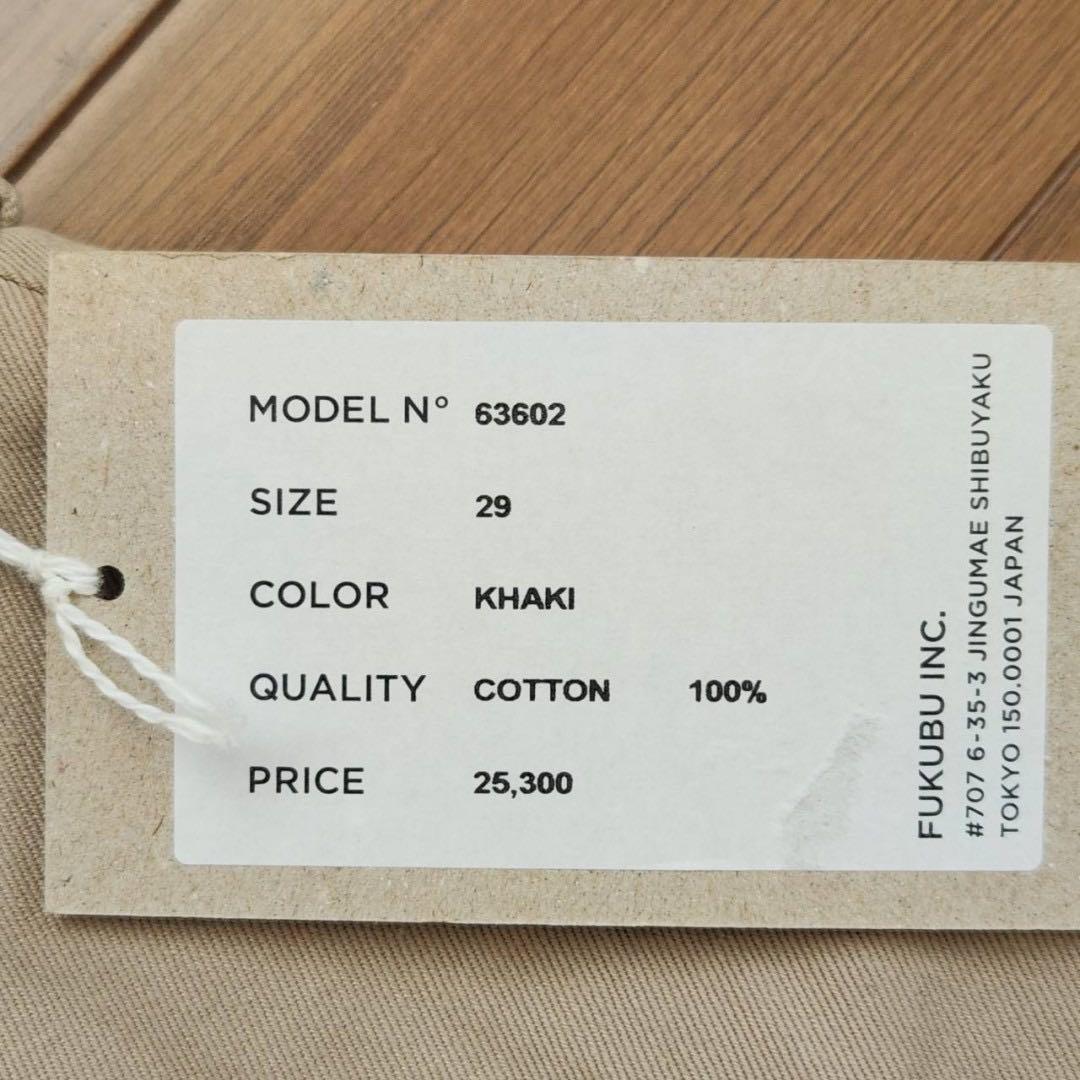 MODEL N° 63602
SIZE 29
COLOR KHAKI
QUALITY COTTON 100%
PRICE 25,300
FUKUBU INC.
#707 6-35-3 JINGUMAE SHIBUYAKU
TOKYO 150.0001 JAPAN